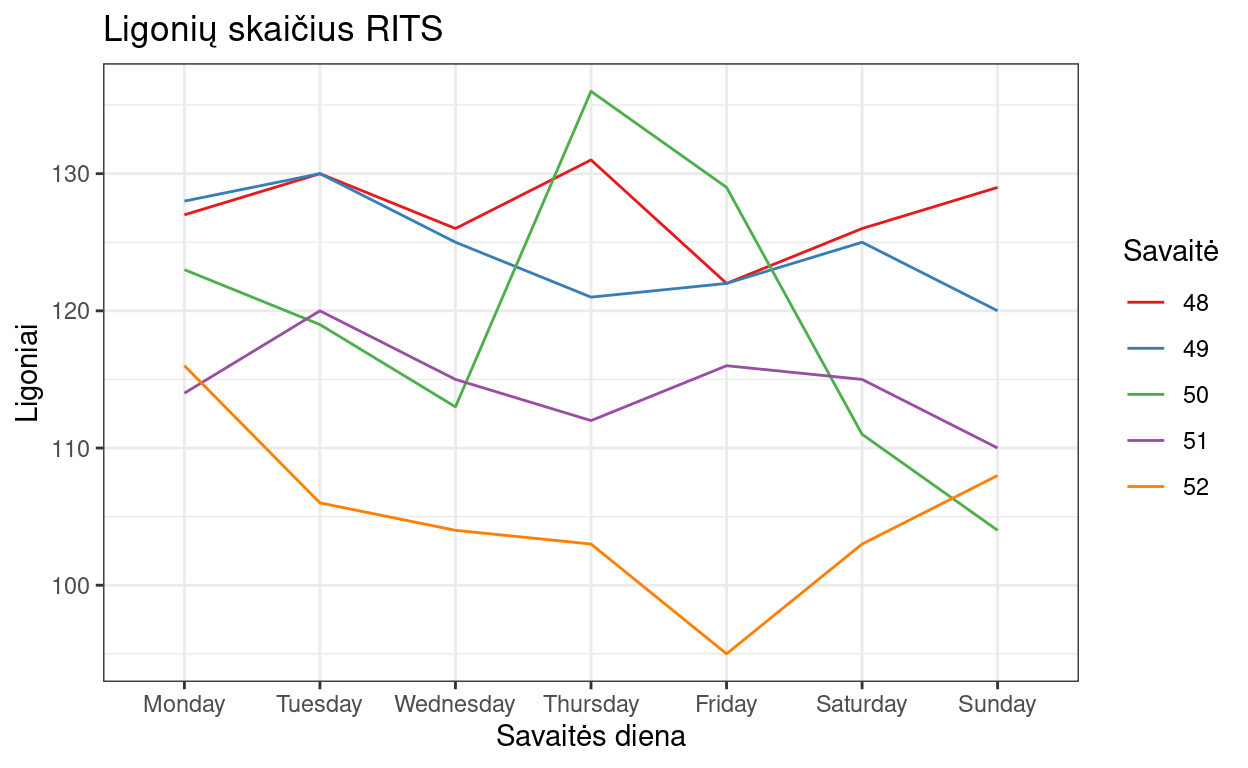 Ligonių skaičius RITS
130
120
110
100
Ligoniai
Monday Tuesday Wednesday Thursday Friday Saturday Sunday
Savaitės diena
Savaitė
48
49
50
51
52